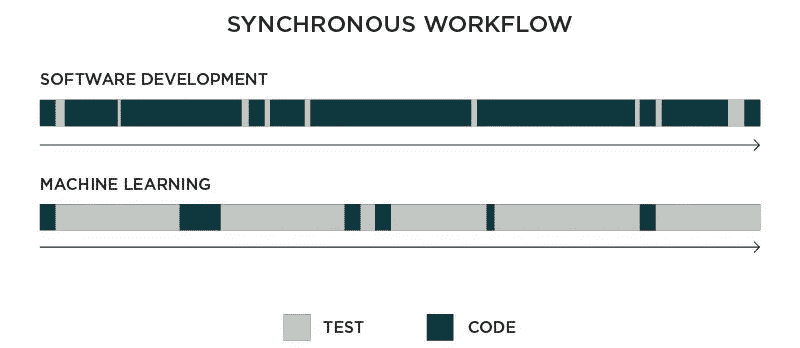 SYNCHRONOUS WORKFLOW
SOFTWARE DEVELOPMENT
MACHINE LEARNING
TEST CODE